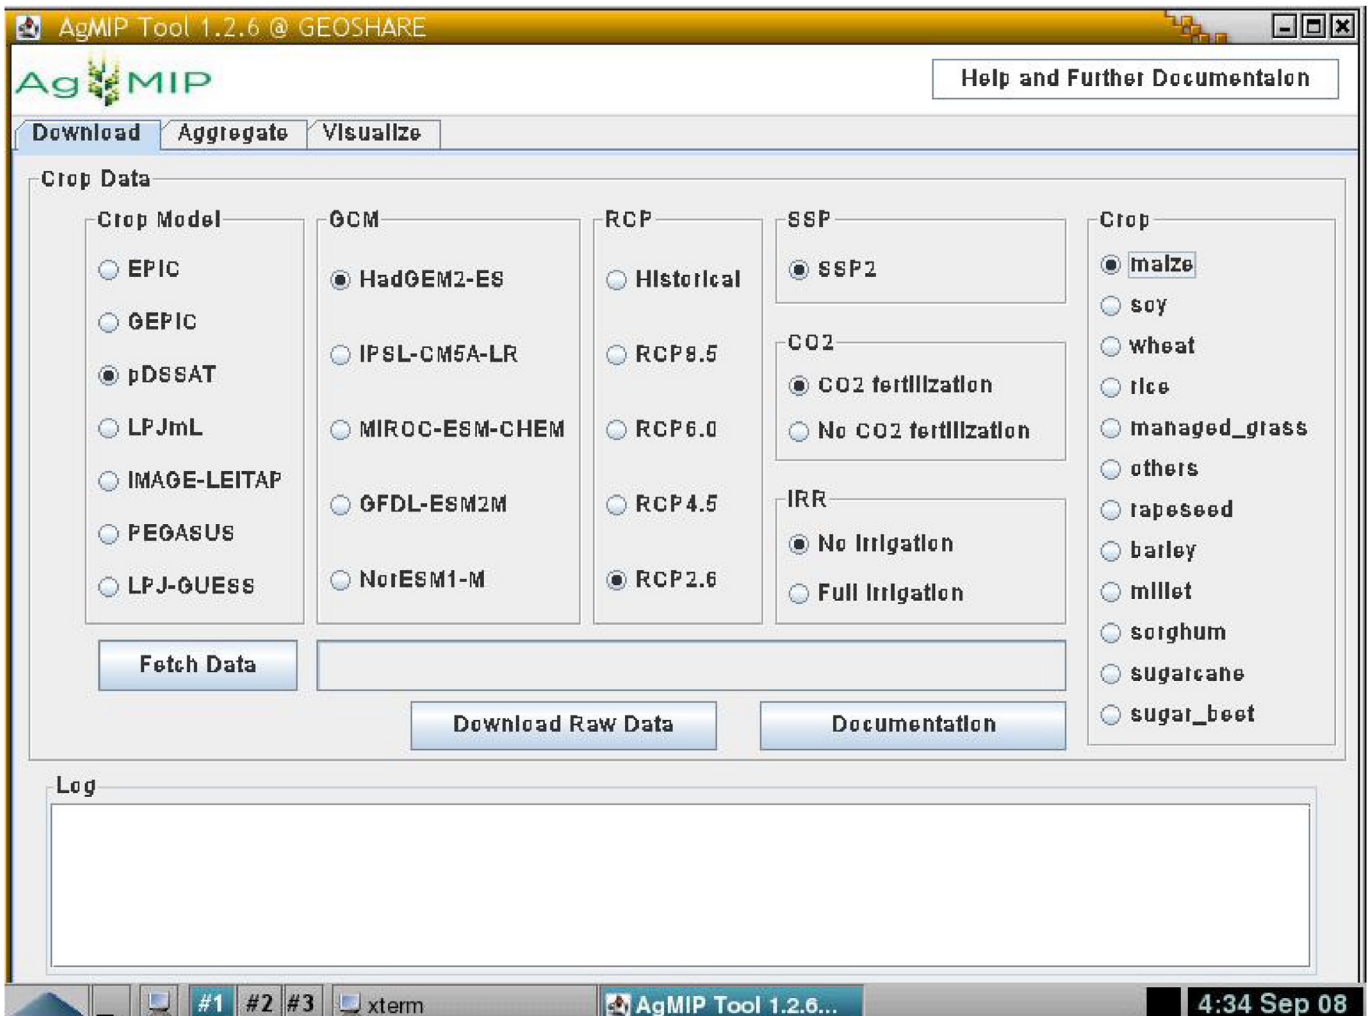 AgMIP Tool 1.2.6 @ GEOSHARE
AgMIP
Help and Further Documentaion
Download Aggregate Visualize
Crop Data
Crop Model
EPIC
GEPIC
pDSSAT
LPJmL
IMAGE-LEITAP
PEGASUS
LPJ-GUESS
GCM
HadGEM2-ES
IPSL-CM5A-LR
MIROC-ESM-CHEM
GFDL-ESM2M
NorESM1-M
RCP
Historical
RCP8.5
RCP6.0
RCP4.5
RCP2.6
SSP
SSP2
CO2
CO2 fertilization
No CO2 fertilization
IRR
No Irrigation
Full Irrigation
Crop
maize
soy
wheat
rice
managed_grass
others
rapeseed
barley
millet
sorghum
sugarcane
sugar_beet
Fetch Data
Download Raw Data
Documentation
Log
#1 #2 #3 xterm AgMIP Tool 1.2.6... 4:34 Sep 08